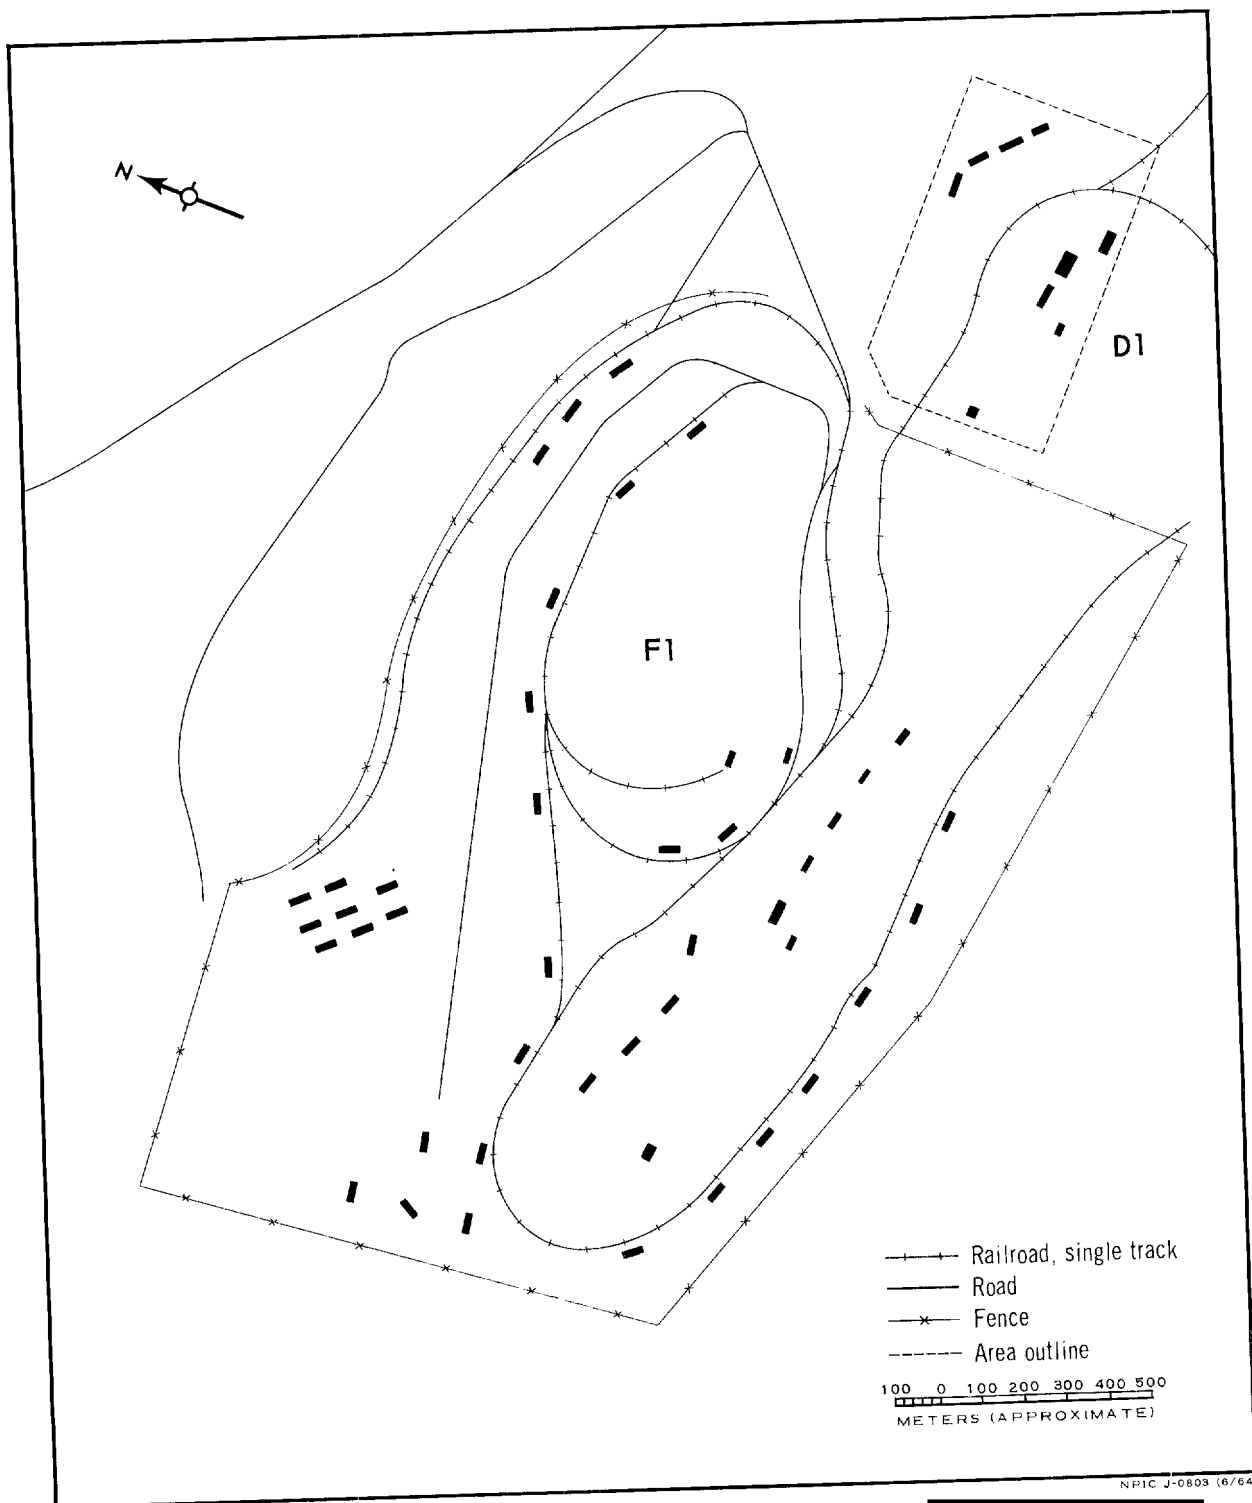 N
D1
F1
Railroad, single track
Road
Fence
Area outline
100 0 100 200 300 400 500
METERS (APPROXIMATE)
NPIC J-0803 (6/64